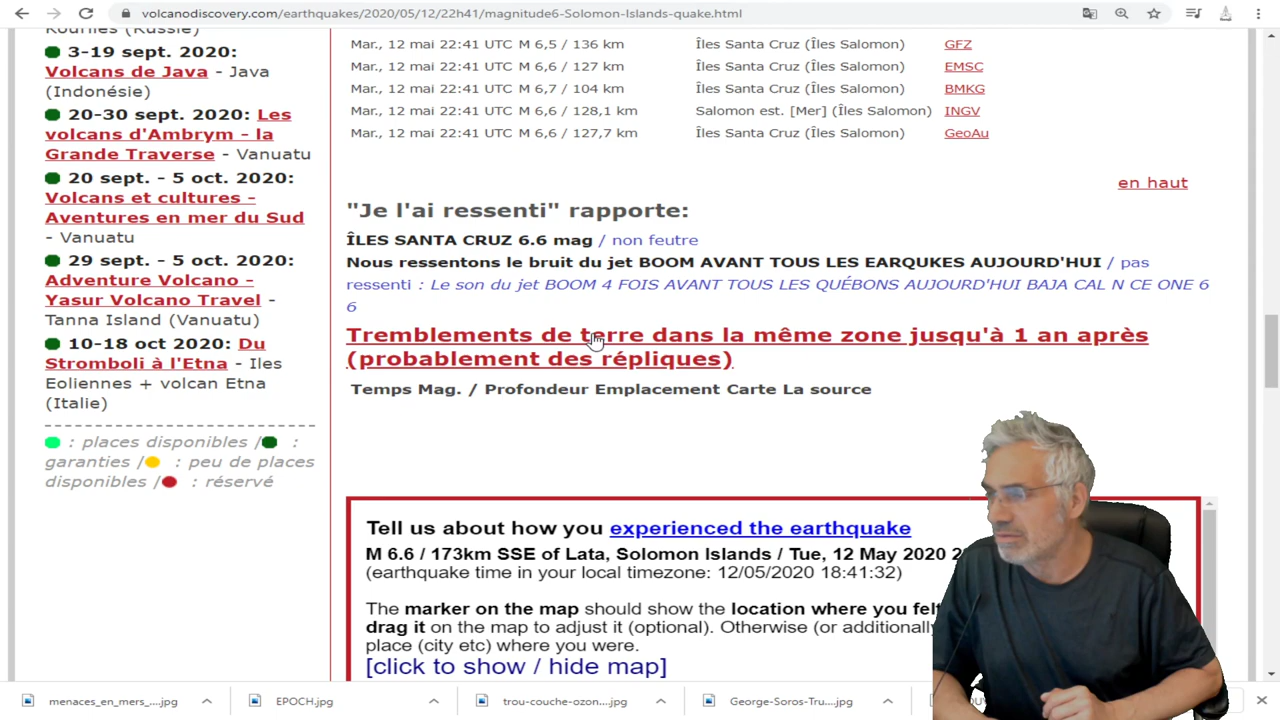 volcanodiscovery.com/earthquakes/2020/05/12/22h41/magnitude6-Solomon-Islands-quake.html
Kouriles (Russie)
3-19 sept. 2020:
Volcans de Java - Java
(Indonésie)
20-30 sept. 2020: Les
volcans d'Ambrym - la
Grande Traverse - Vanuatu
20 sept. - 5 oct. 2020:
Volcans et cultures -
Aventures en mer du Sud
- Vanuatu
29 sept. - 5 oct. 2020:
Adventure Volcano -
Yasur Volcano Travel -
Tanna Island (Vanuatu)
10-18 oct 2020: Du
Stromboli à l'Etna - Iles
Eoliennes + volcan Etna
(Italie)
: places disponibles / :
garanties / : peu de places
disponibles / : réservé
Mar., 12 mai 22:41 UTC M 6,5 / 136 km Îles Santa Cruz (Îles Salomon) GFZ
Mar., 12 mai 22:41 UTC M 6,6 / 127 km Îles Santa Cruz (Îles Salomon) EMSC
Mar., 12 mai 22:41 UTC M 6,7 / 104 km Îles Santa Cruz (Îles Salomon) BMKG
Mar., 12 mai 22:41 UTC M 6,6 / 128,1 km Salomon est. [Mer] (Îles Salomon) INGV
Mar., 12 mai 22:41 UTC M 6,6 / 127,7 km Îles Santa Cruz (Îles Salomon) GeoAu
en haut
"Je l'ai ressenti" rapporte:
ÎLES SANTA CRUZ 6.6 mag / non feutre
Nous ressentons le bruit du jet BOOM AVANT TOUS LES EARQUKES AUJOURD'HUI / pas
ressenti : Le son du jet BOOM 4 FOIS AVANT TOUS LES QUÉBONS AUJOURD'HUI BAJA CAL N CE ONE 6
6
Tremblements de terre dans la même zone jusqu'à 1 an après
(probablement des répliques)
Temps Mag. / Profondeur Emplacement Carte La source
Tell us about how you experienced the earthquake
M 6.6 / 173km SSE of Lata, Solomon Islands / Tue, 12 May 2020 2
(earthquake time in your local timezone: 12/05/2020 18:41:32)
The marker on the map should show the location where you felt
drag it on the map to adjust it (optional). Otherwise (or additionally
place (city etc) where you were.
[click to show / hide map]
menaces_en_mers_....jpg EPOCH.jpg trou-couche-ozon....jpg George-Soros-Tru....jpg